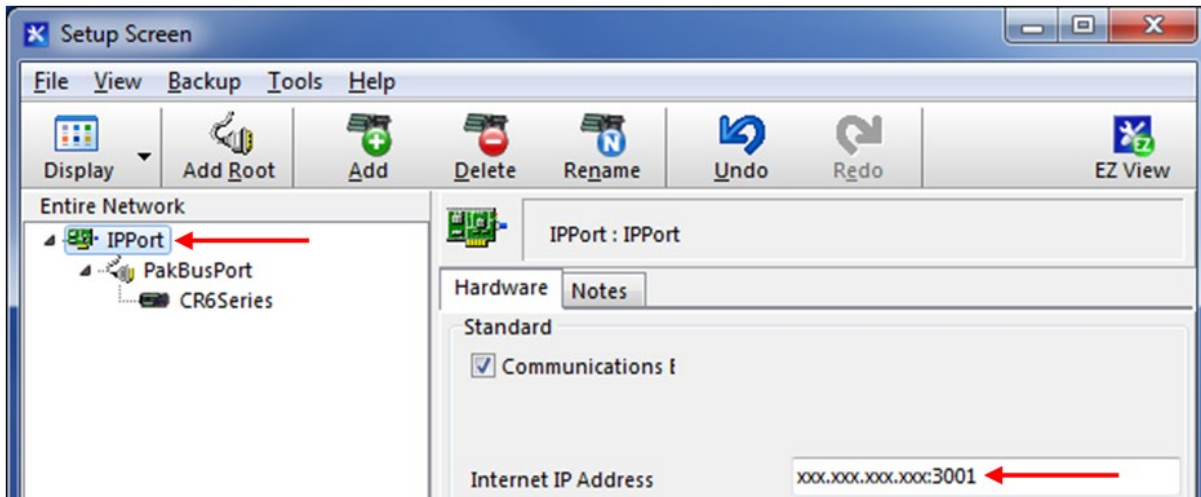 Setup Screen
File View Backup Tools Help
Display Add Root Add Delete Rename Undo Redo EZ View
Entire Network
IPPort
PakBusPort
CR6Series
IPPort : IPPort
Hardware Notes
Standard
Communications E
Internet IP Address xxx.xxx.xxx.xxx:3001